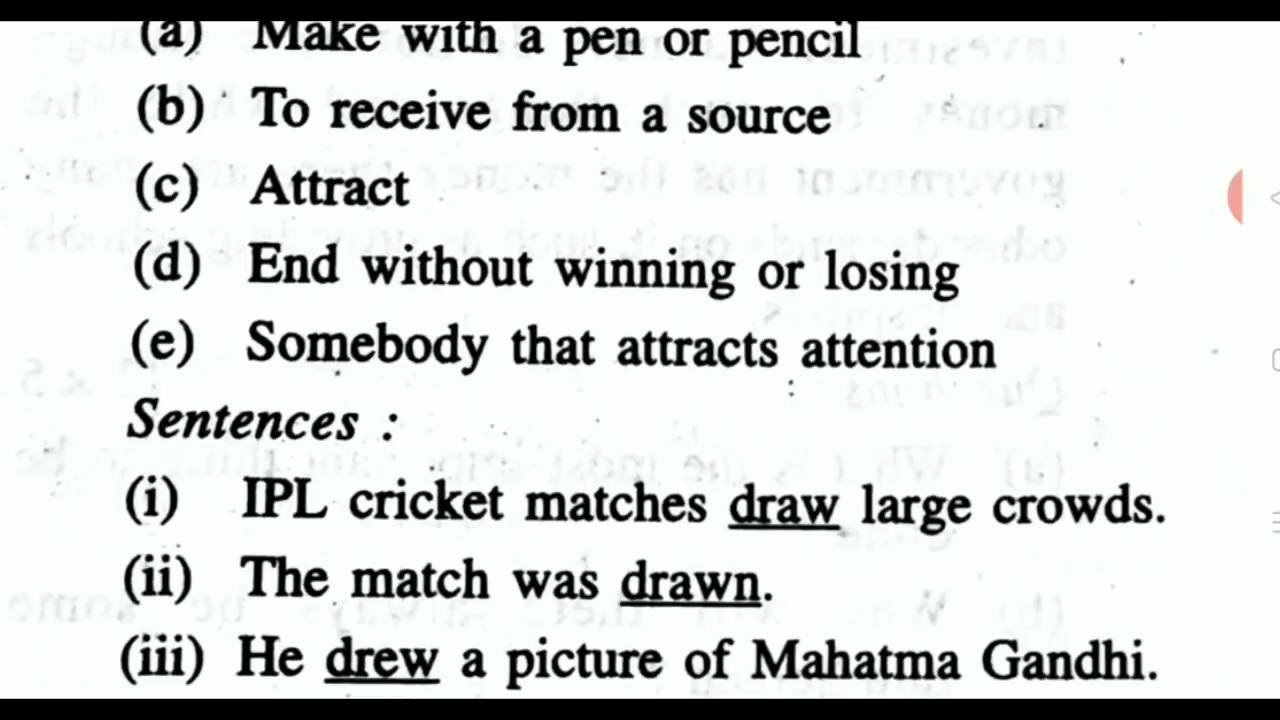 (a) Make with a pen or pencil
(b) To receive from a source
(c) Attract
(d) End without winning or losing
(e) Somebody that attracts attention
Sentences :
(i) IPL cricket matches draw large crowds.
(ii) The match was drawn.
(iii) He drew a picture of Mahatma Gandhi.